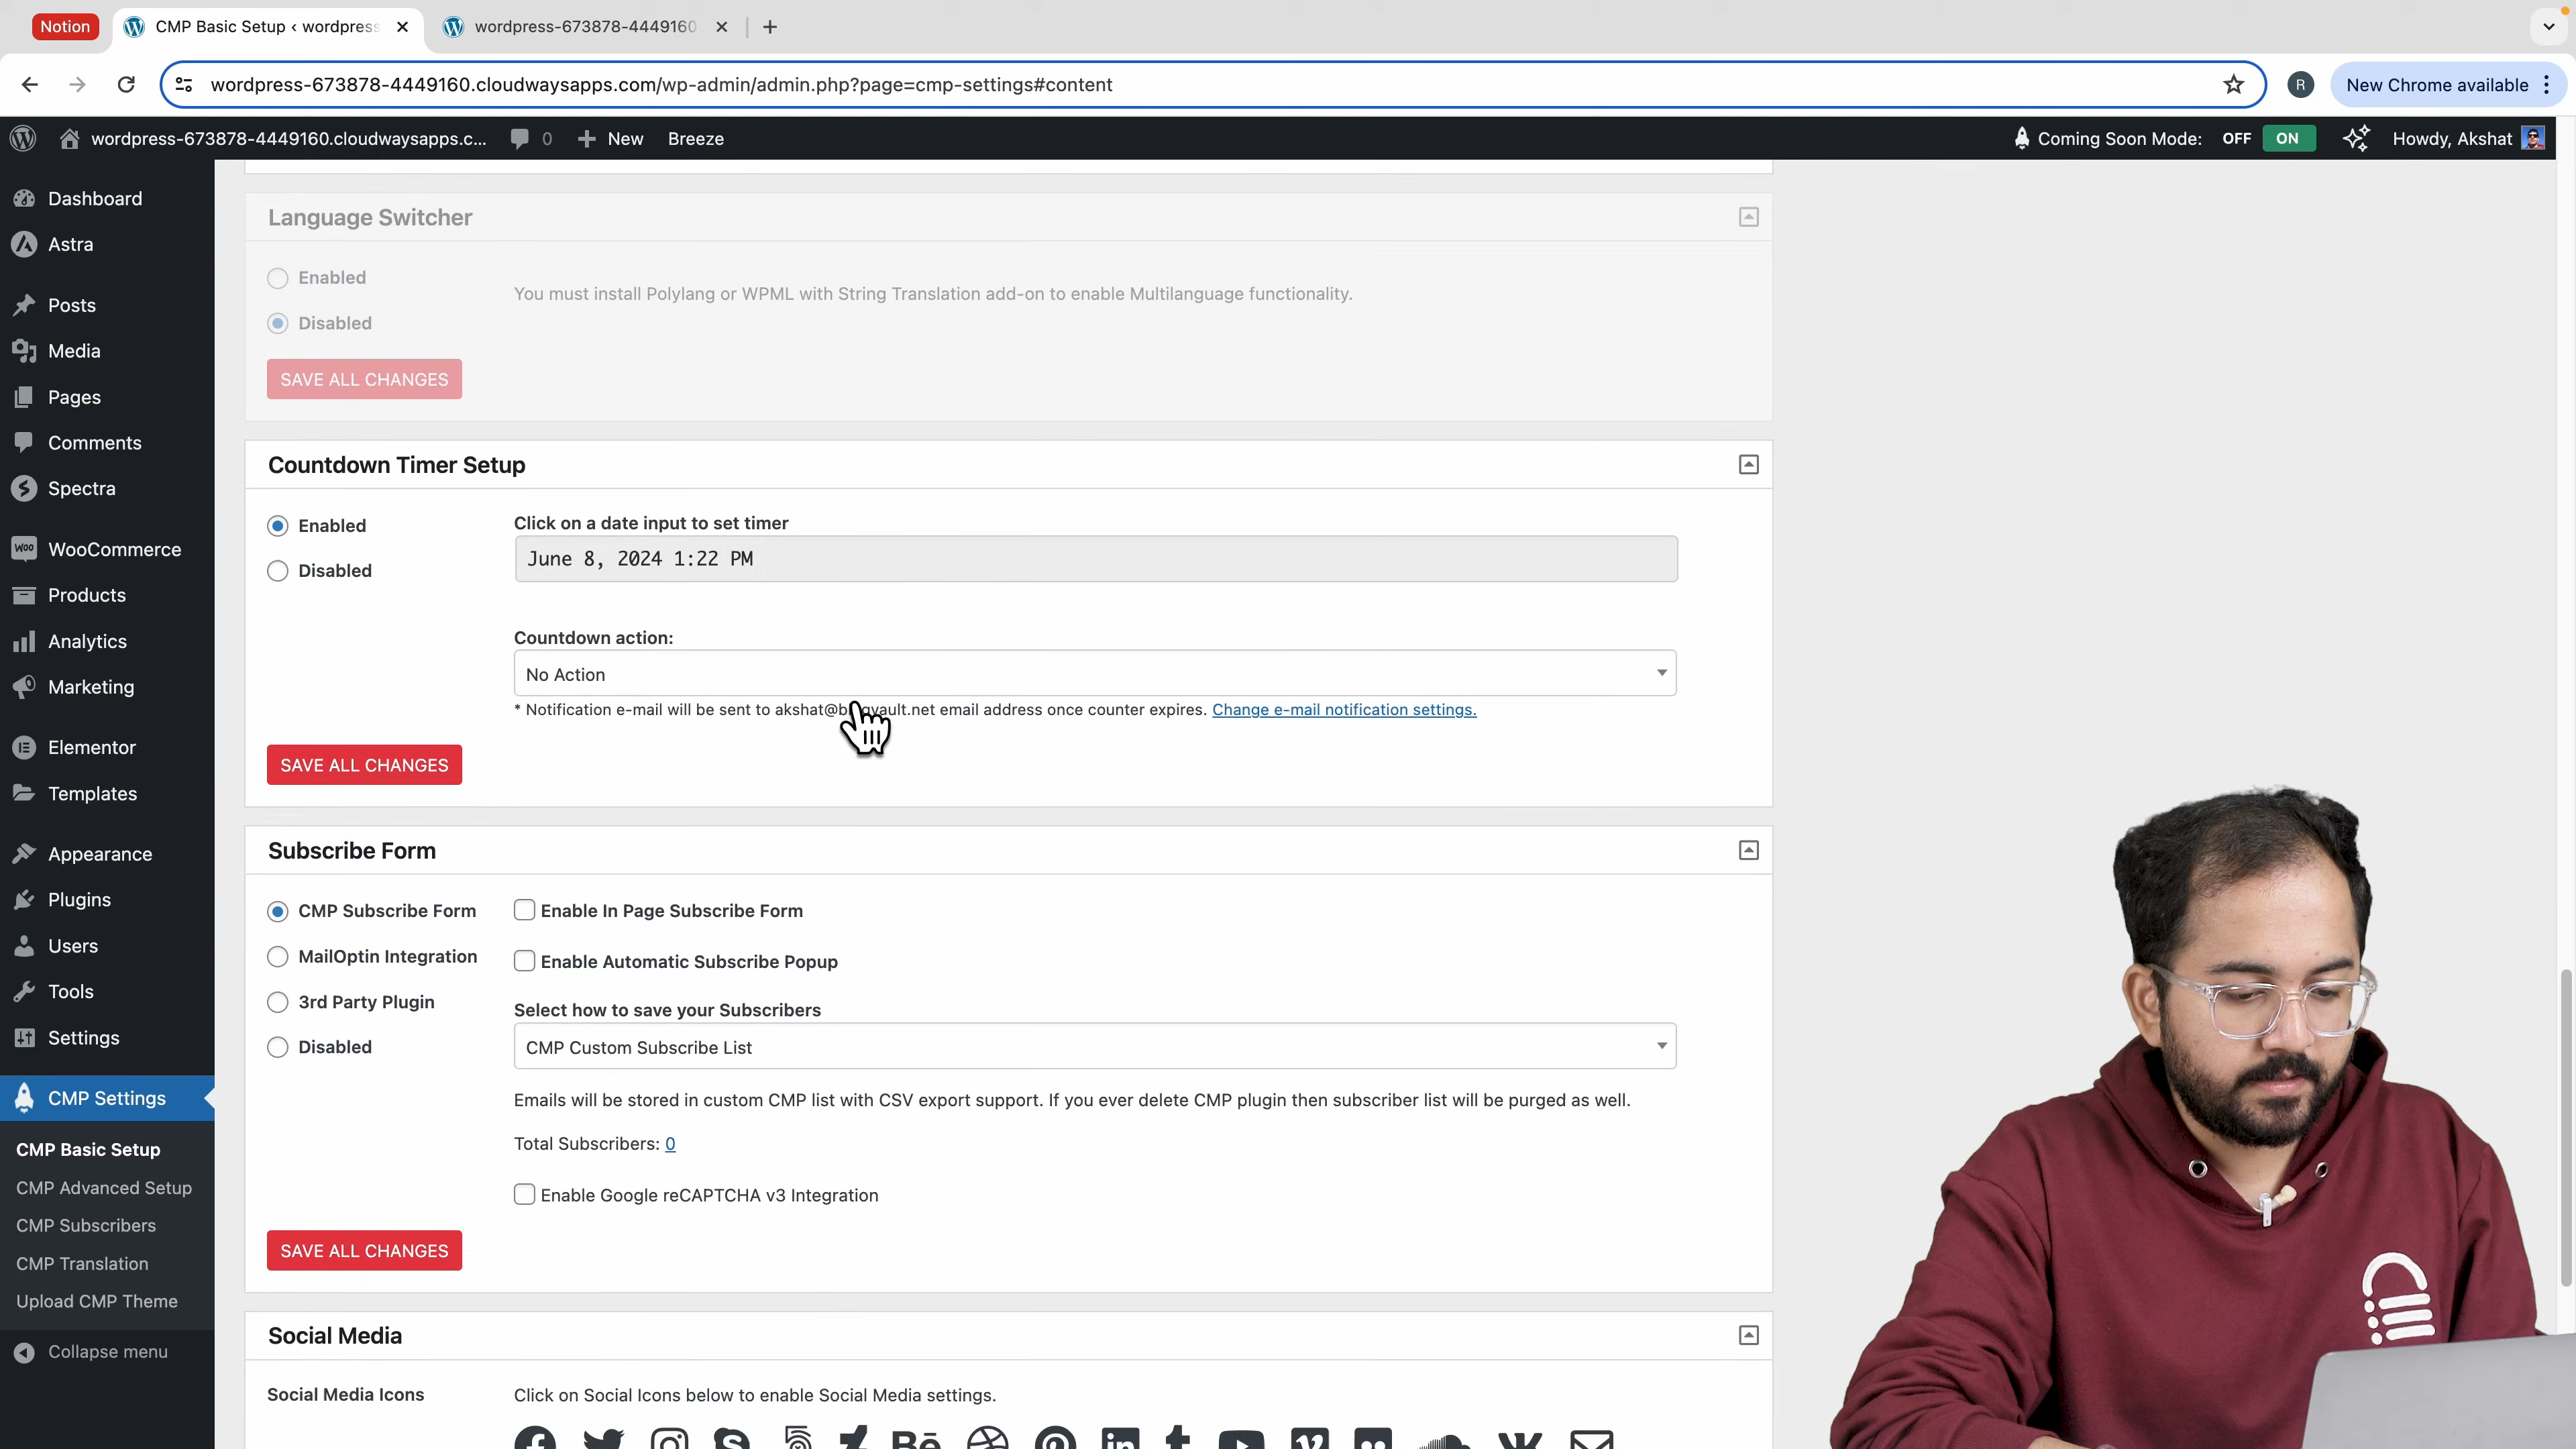 Notion
CMP Basic Setup ‹ wordpres
wordpress-673878-4449160
wordpress-673878-4449160.cloudwaysapps.com/wp-admin/admin.php?page=cmp-settings#content
R
New Chrome available
wordpress-673878-4449160.cloudwaysapps.c...
0
New
Breeze
Coming Soon Mode: OFF ON
Howdy, Akshat
Dashboard
Astra
Posts
Media
Pages
Comments
Spectra
WooCommerce
Products
Analytics
Marketing
Elementor
Templates
Appearance
Plugins
Users
Tools
Settings
CMP Settings
CMP Basic Setup
CMP Advanced Setup
CMP Subscribers
CMP Translation
Upload CMP Theme
Collapse menu
Language Switcher
Enabled
Disabled
You must install Polylang or WPML with String Translation add-on to enable Multilanguage functionality.
SAVE ALL CHANGES
Countdown Timer Setup
Enabled
Disabled
Click on a date input to set timer
June 8, 2024 1:22 PM
Countdown action:
No Action
* Notification e-mail will be sent to email address once counter expires. Change e-mail notification settings.
SAVE ALL CHANGES
Subscribe Form
CMP Subscribe Form
MailOptin Integration
3rd Party Plugin
Disabled
Enable In Page Subscribe Form
Enable Automatic Subscribe Popup
Select how to save your Subscribers
CMP Custom Subscribe List
Emails will be stored in custom CMP list with CSV export support. If you ever delete CMP plugin then subscriber list will be purged as well.
Total Subscribers: 0
Enable Google reCAPTCHA v3 Integration
SAVE ALL CHANGES
Social Media
Social Media Icons
Click on Social Icons below to enable Social Media settings.